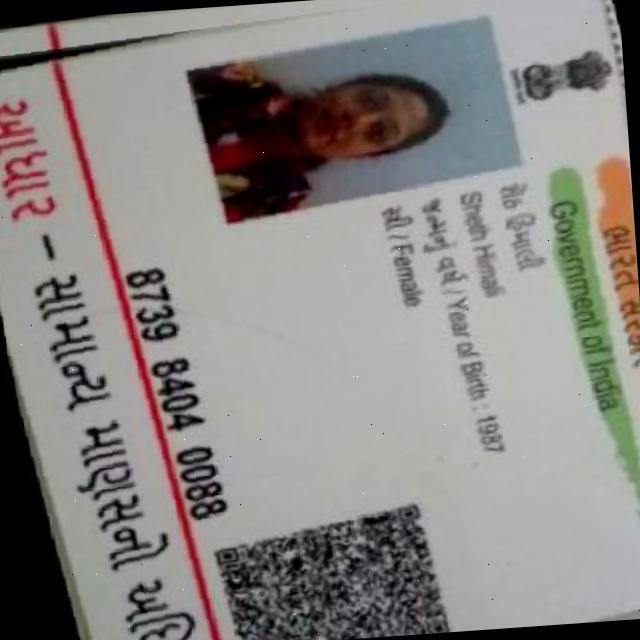 ભારત સરકાર
Government of India
શેઠ હિમાલી
Sheth Himali
જન્મનું વર્ષ / Year of Birth : 1987
સ્ત્રી / Female
8739 8404 0088
આધાર – સામાન્ય માણસનો